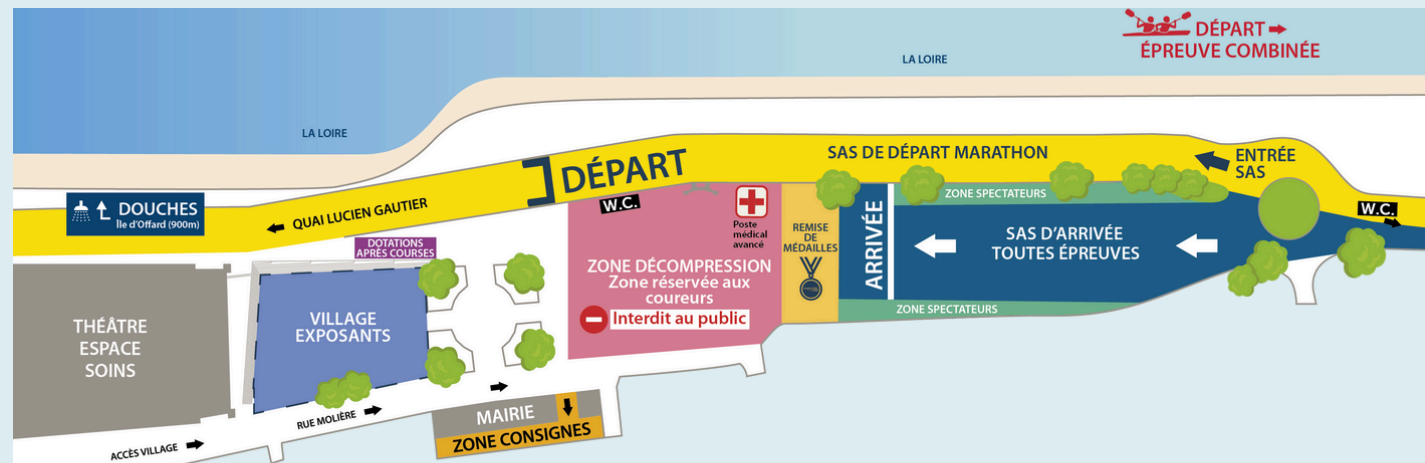 DÉPART
ÉPREUVE COMBINÉE
LA LOIRE
LA LOIRE
SAS DE DÉPART MARATHON
ENTRÉE
SAS
DÉPART
ZONE SPECTATEURS
W.C.
W.C.
DOUCHES
Île d'Offard (900m)
QUAI LUCIEN GAUTIER
DOTATIONS
APRÈS COURSES
Poste
médical
avancé
REMISE
DE
MÉDAILLES
ARRIVÉE
SAS D'ARRIVÉE
TOUTES ÉPREUVES
ZONE DÉCOMPRESSION
Zone réservée aux
coureurs
Interdit au public
ZONE SPECTATEURS
THÉÂTRE
ESPACE
SOINS
VILLAGE
EXPOSANTS
RUE MOLIÈRE
MAIRIE
ZONE CONSIGNES
ACCÈS VILLAGE